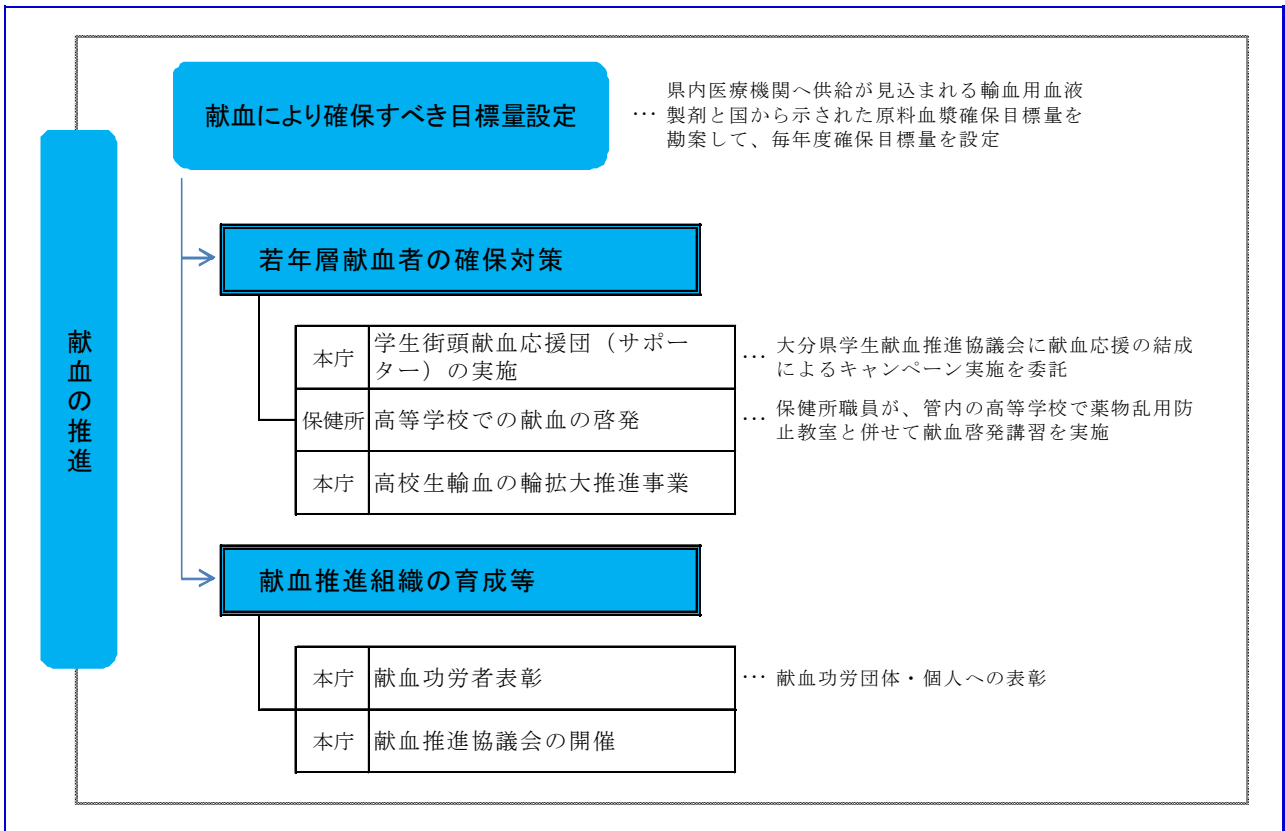 献血の推進
献血により確保すべき目標量設定
… 県内医療機関へ供給が見込まれる輸血用血液
製剤と国から示された原料血漿確保目標量を
勘案して、毎年度確保目標量を設定
若年層献血者の確保対策
本庁 学生街頭献血応援団（サポー
ター）の実施
… 大分県学生献血推進協議会に献血応援の結成
によるキャンペーン実施を委託
保健所 高等学校での献血の啓発
… 保健所職員が、管内の高等学校で薬物乱用防
止教室と併せて献血啓発講習を実施
本庁 高校生輸血の輪拡大推進事業
献血推進組織の育成等
本庁 献血功労者表彰
… 献血功労団体・個人への表彰
本庁 献血推進協議会の開催